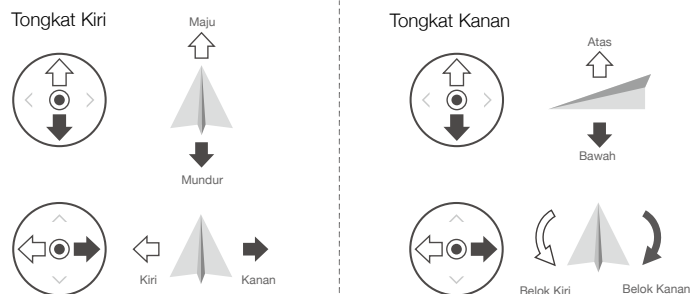 Tongkat Kiri
Maju
Mundur
Kiri
Kanan
Tongkat Kanan
Atas
Bawah
Belok Kiri
Belok Kanan